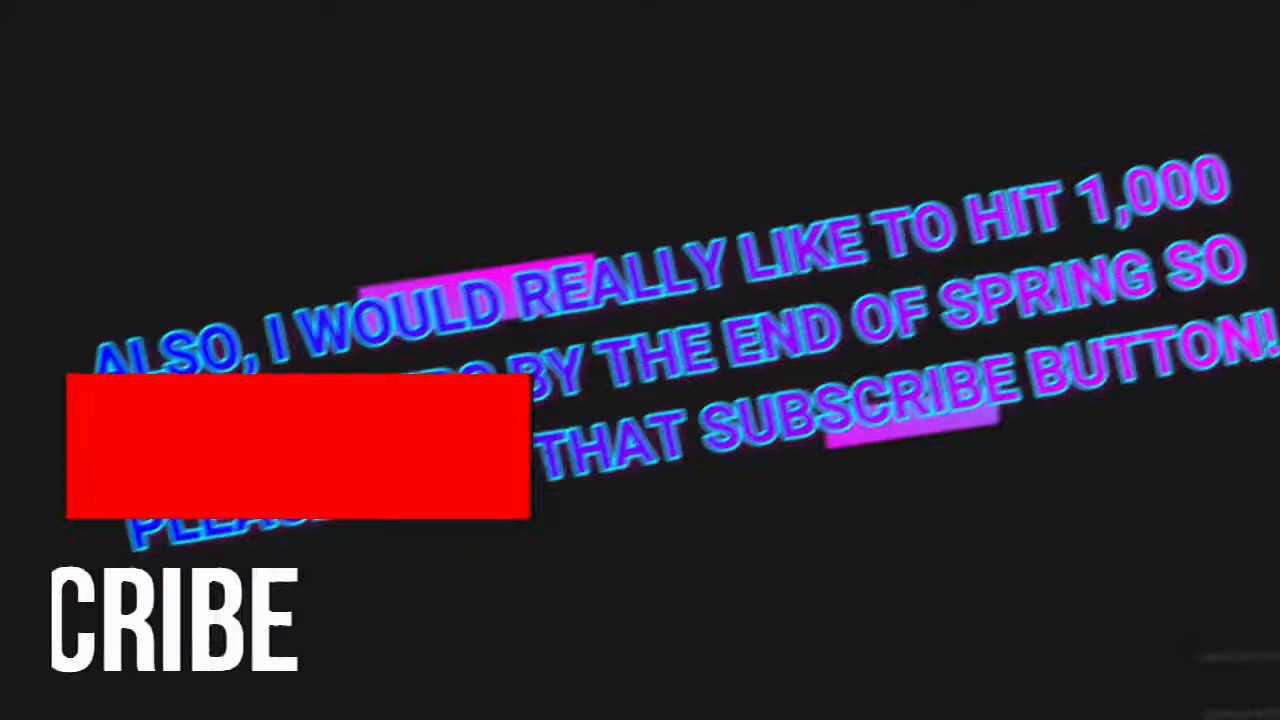 ALSO, I WOULD REALLY LIKE TO HIT 1,000
BY THE END OF SPRING SO
THAT SUBSCRIBE BUTTON!
CRIBE